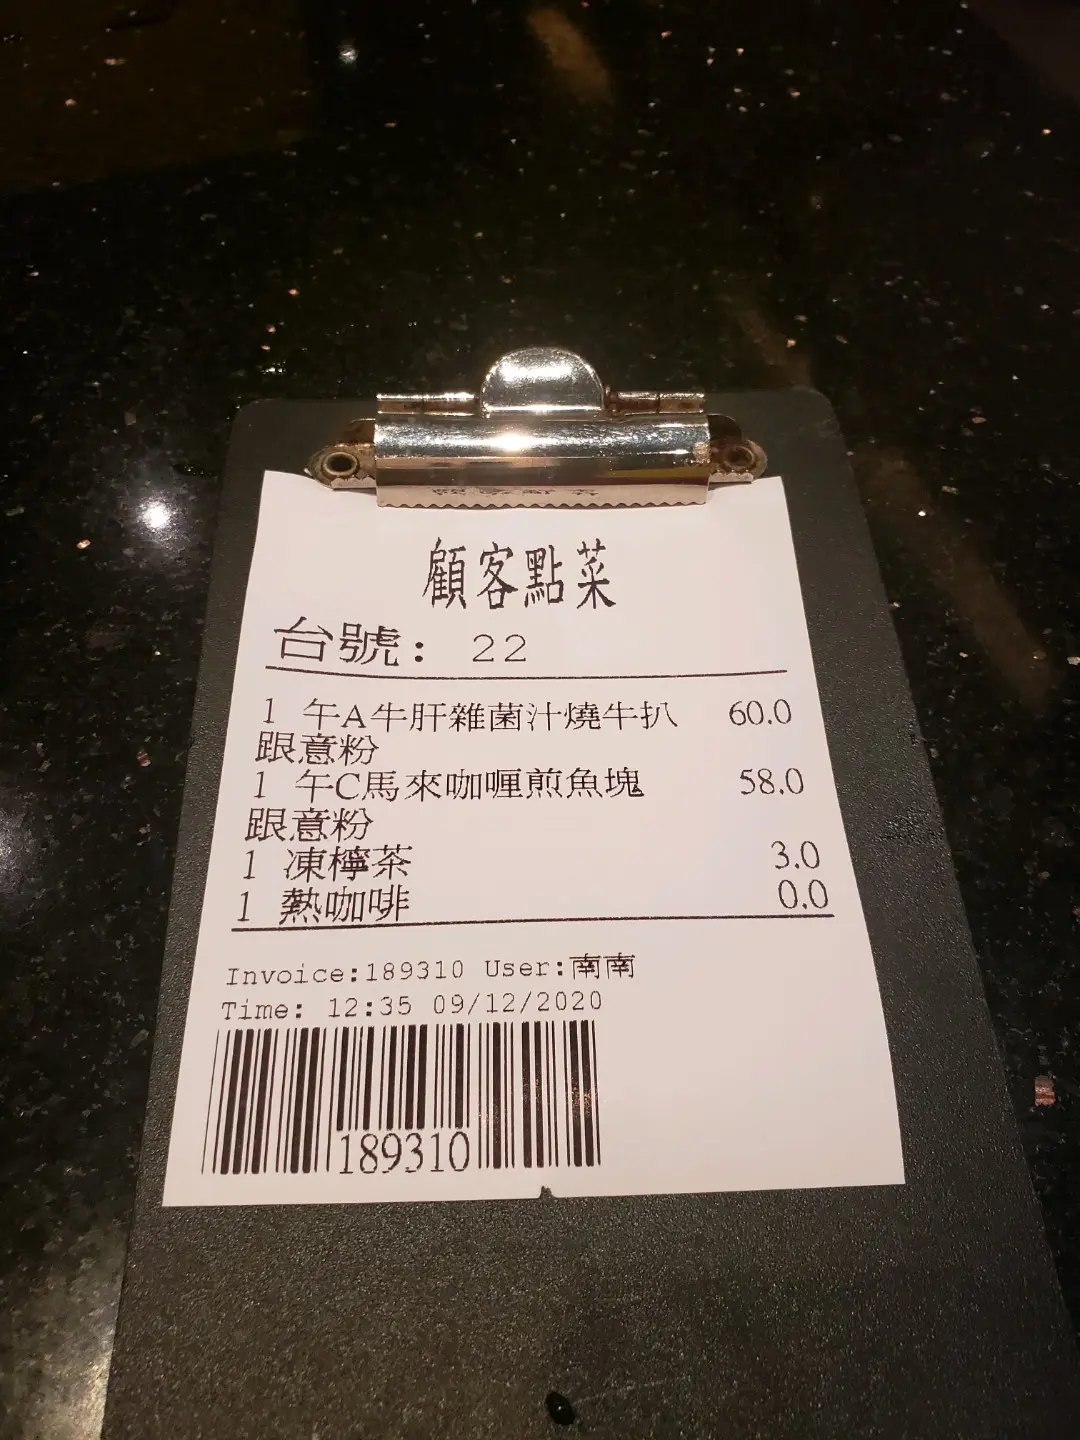 顧客點菜
台號: 22
1 午A牛肝雜菌汁燒牛扒 60.0
跟意粉
1 午C馬來咖喱煎魚塊 58.0
跟意粉
1 凍檸茶 3.0
1 熱咖啡 0.0
Invoice:189310 User:南南
Time: 12:35 09/12/2020
189310